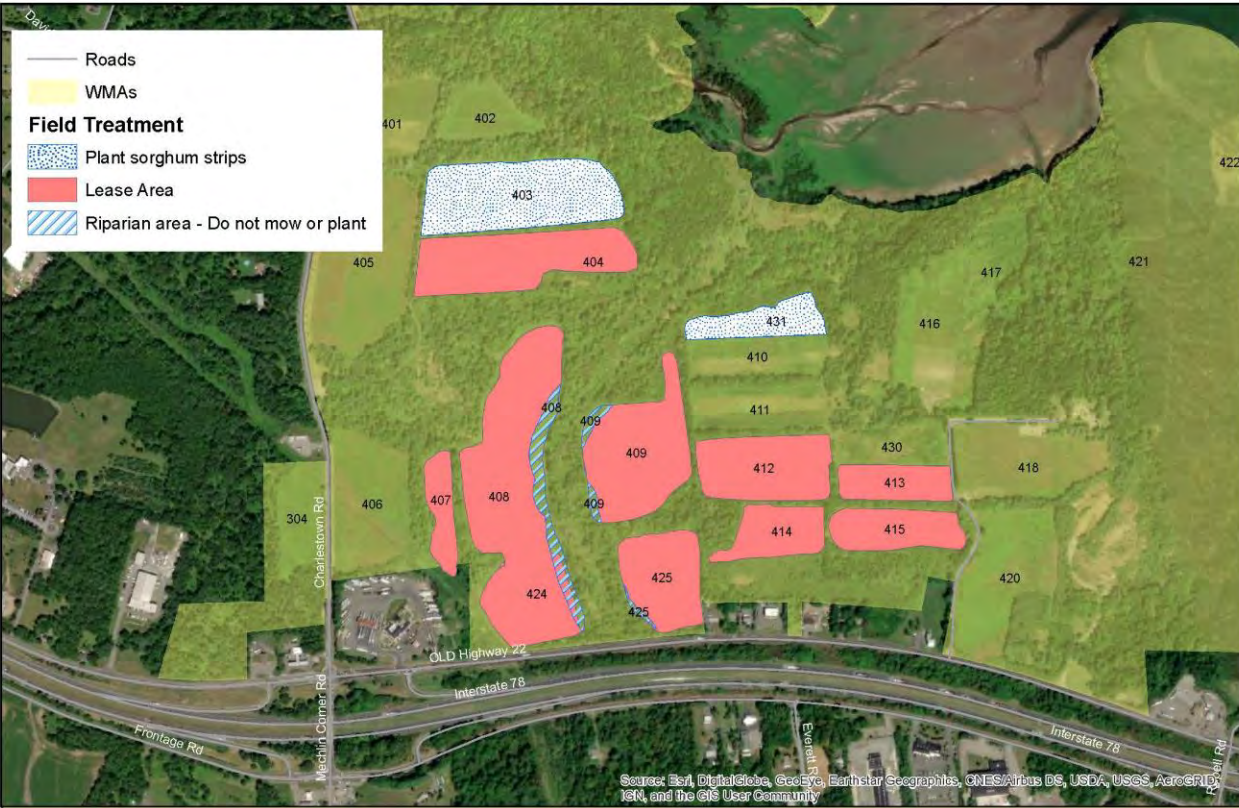 Roads
WMAs
Field Treatment
Plant sorghum strips
Lease Area
Riparian area - Do not mow or plant
401
402
403
404
405
422
421
417
416
431
410
411
408
409
409
430
412
413
418
407
408
409
406
304
414
415
425
424
425
420
Charlestown Rd
OLD Highway 22
Interstate 78
Mechlin Corner Rd
Frontage Rd
Interstate 78
Source: Esri, DigitalGlobe, GeoEye, Earthstar Geographics, CNES/Airbus DS, USDA, USGS, AeroGRID,
IGN, and the GIS User Community